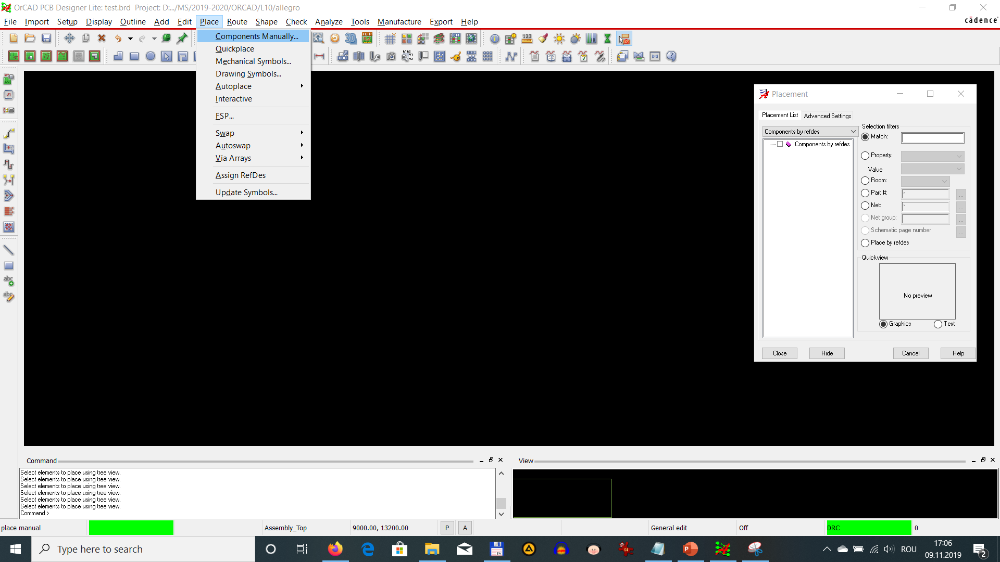 OrCAD PCB Designer Lite: test.brd  Project: D:.../MS/2019-2020/ORCAD/L10/allegro
File Import Setup Display Outline Add Edit Place Route Shape Check Analyze Tools Manufacture Export Help
cādence
Components Manually...
Quickplace
Mechanical Symbols...
Drawing Symbols...
Autoplace
Interactive
FSP...
Swap
Autoswap
Via Arrays
Assign RefDes
Update Symbols...
Placement
Placement List Advanced Settings
Components by refdes
Components by refdes
Selection filters
Match:
Property:
Value
Room:
Part #: *
Net: *
Net group:
Schematic page number
Place by refdes
Quickview
No preview
Graphics Text
Close Hide Cancel Help
Command
Select elements to place using tree view.
Select elements to place using tree view.
Select elements to place using tree view.
Select elements to place using tree view.
Select elements to place using tree view.
Select elements to place using tree view.
Command >
View
place manual Assembly_Top 9000.00, 13200.00 P A General edit Off DRC 0
Type here to search
ROU
17:06
09.11.2019
2